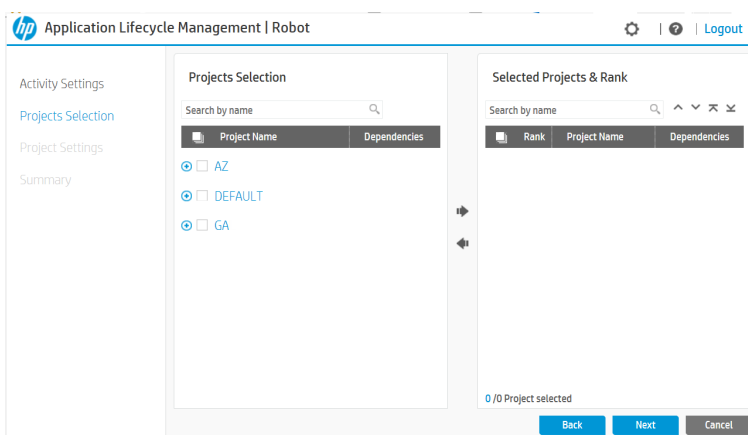 hp Application Lifecycle Management | Robot | ? | Logout
Activity Settings
Projects Selection
Project Settings
Summary
Projects Selection
Search by name
Project Name Dependencies
AZ
DEFAULT
GA
Selected Projects & Rank
Search by name
Rank Project Name Dependencies
0 /0 Project selected
Back Next Cancel